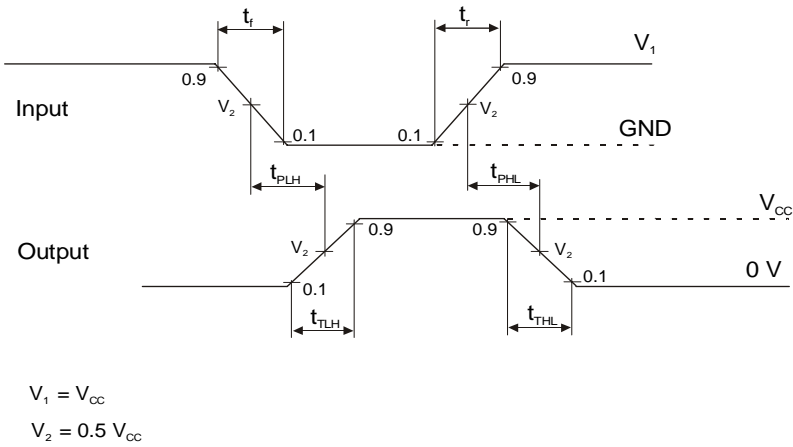 t_f t_r
V_1
0.9 0.9
Input V_2 V_2
0.1 0.1 GND
t_PLH t_PHL
V_CC
0.9 0.9
Output V_2 V_2
0.1 0.1 0 V
t_TLH t_THL
V_1 = V_CC
V_2 = 0.5 V_CC